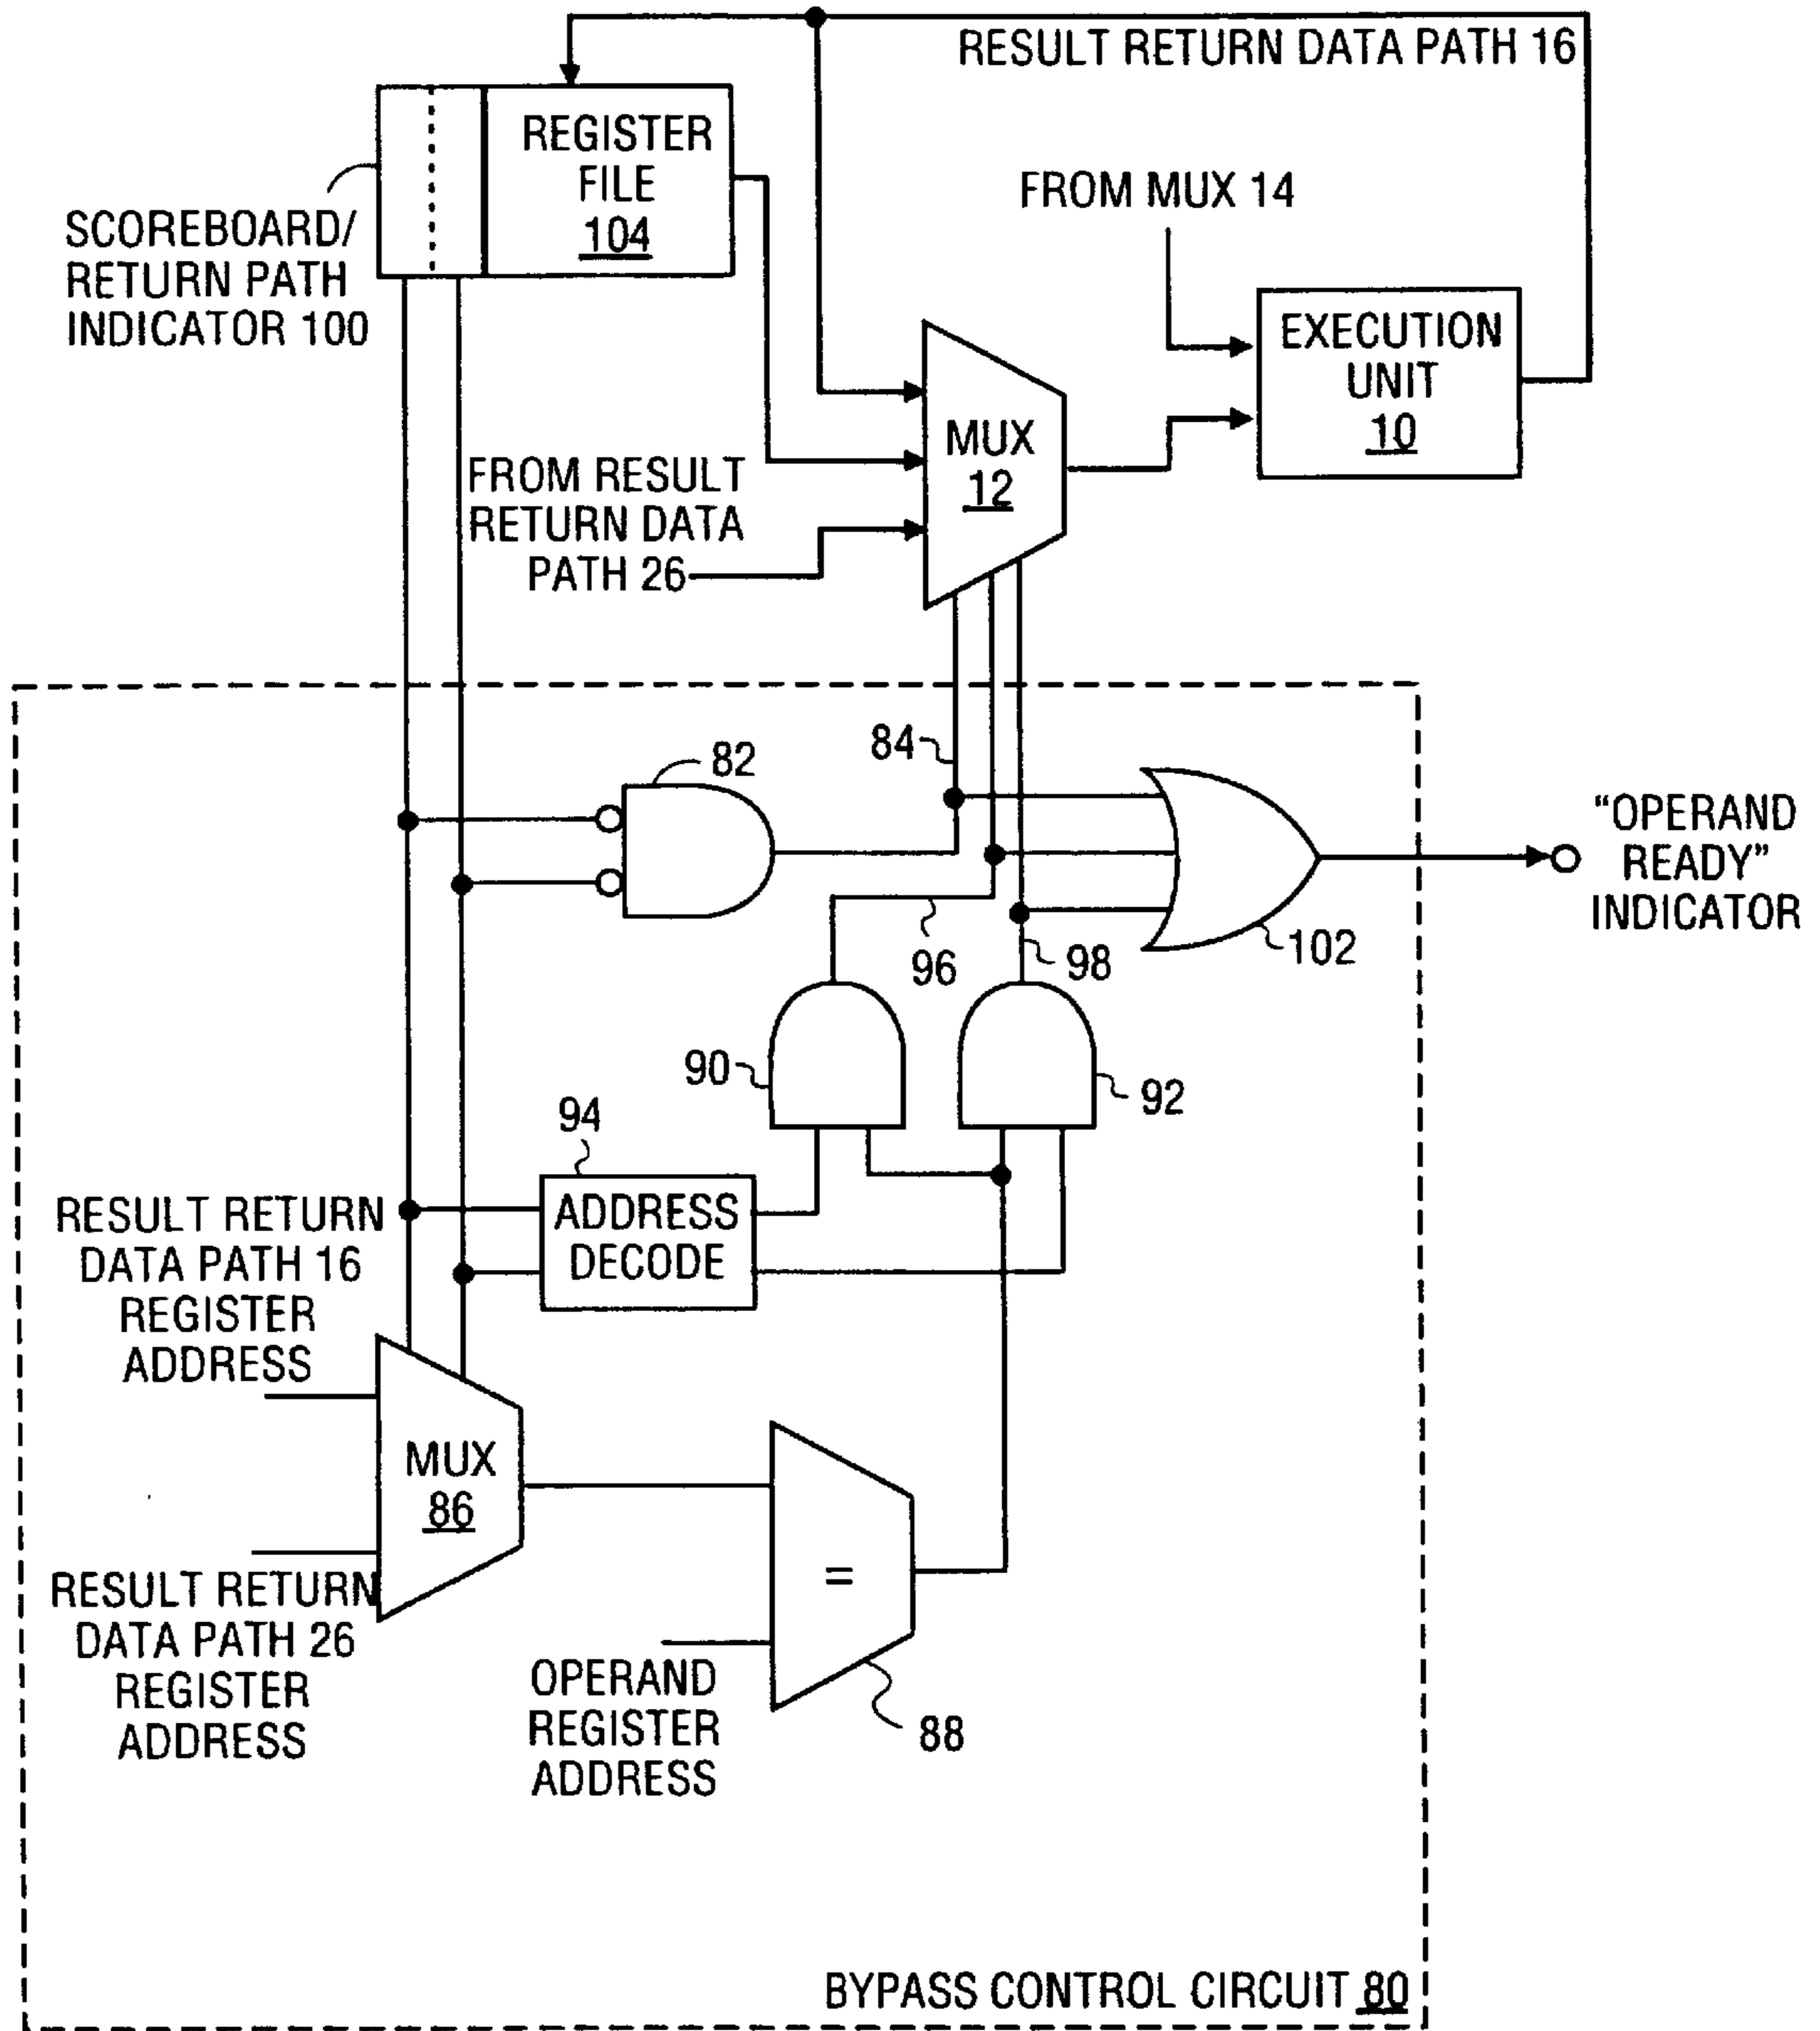 RESULT RETURN DATA PATH 16
REGISTER
FILE
104
FROM MUX 14
SCOREBOARD/
RETURN PATH
INDICATOR 100
EXECUTION
UNIT
10
MUX
12
FROM RESULT
RETURN DATA
PATH 26
84
82
“OPERAND
READY”
INDICATOR
102
96
98
90
92
94
ADDRESS
DECODE
RESULT RETURN
DATA PATH 16
REGISTER
ADDRESS
MUX
86
=
RESULT RETURN
DATA PATH 26
REGISTER
ADDRESS
OPERAND
REGISTER
ADDRESS
88
BYPASS CONTROL CIRCUIT 80